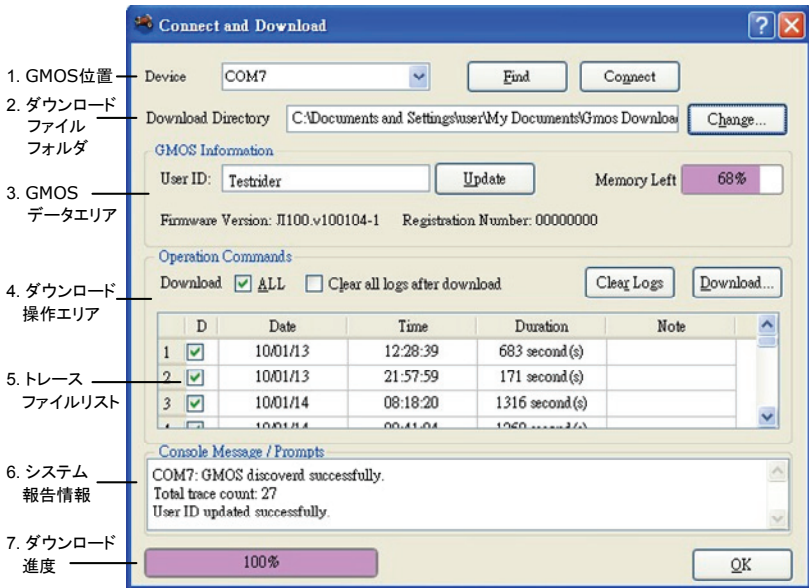 Connect and Download
1. GMOS位置
Device COM7 Find Connect
2. ダウンロード
ファイル
フォルダ
Download Directory C:\Documents and Settings\user\My Documents\Gmos Downloa Change...
GMOS Information
3. GMOS
データエリア
User ID: Testrider Update Memory Left 68%
Firmware Version: Л100.v100104-1 Registration Number: 00000000
Operation Commands
4. ダウンロード
操作エリア
Download ALL Clear all logs after download Clear Logs Download...
D Date Time Duration Note
5. トレース
ファイルリスト
1 10/01/13 12:28:39 683 second(s)
2 10/01/13 21:57:59 171 second(s)
3 10/01/14 08:18:20 1316 second(s)
Console Message / Prompts
6. システム
報告情報
COM7: GMOS discoverd successfully.
Total trace count: 27
User ID updated successfully.
7. ダウンロード
進度
100% OK